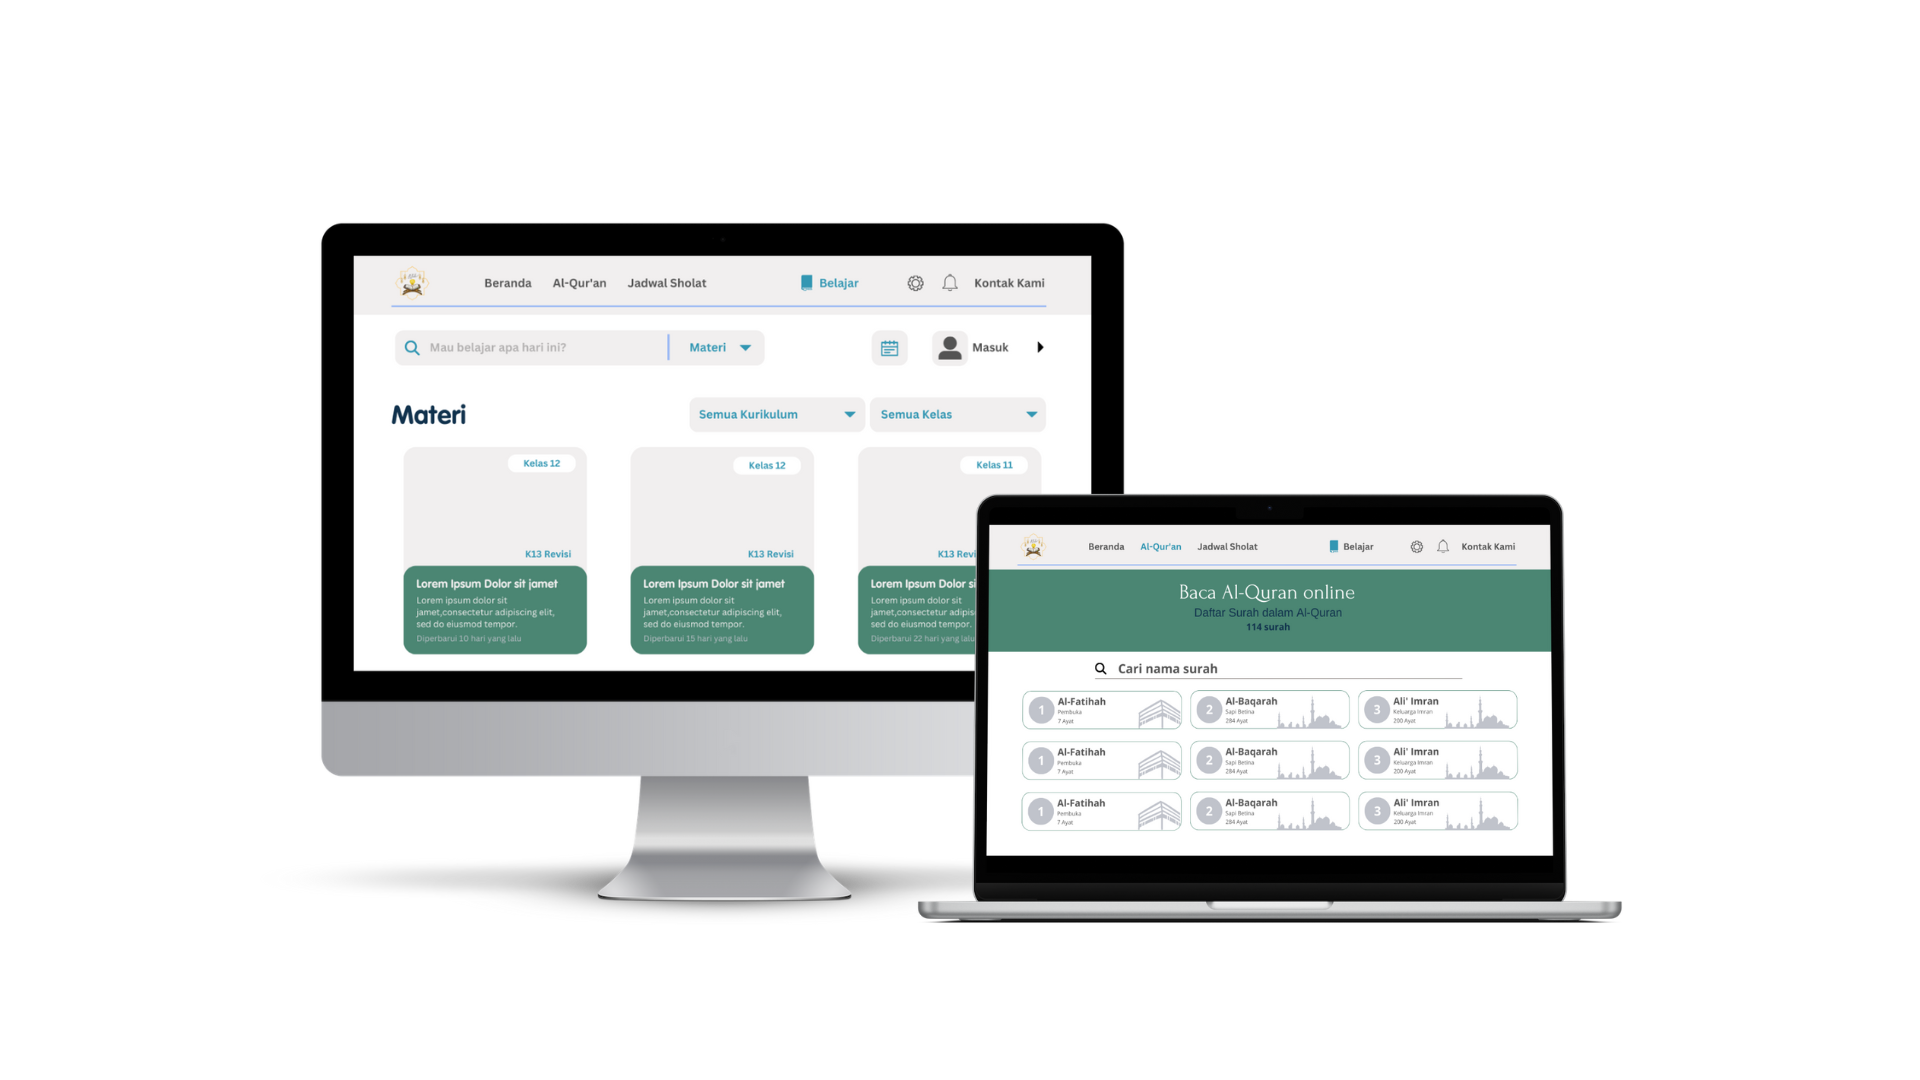 Beranda Al-Qur'an Jadwal Sholat Belajar Kontak Kami
Mau belajar apa hari ini? Materi Masuk
Materi Semua Kurikulum Semua Kelas
Kelas 12 Kelas 12 Kelas 11
K13 Revisi K13 Revisi K13 Revi
Lorem Ipsum Dolor sit jamet
Lorem ipsum dolor sit
jamet,consectetur adipiscing elit,
sed do eiusmod tempor.
Diperbarui 10 hari yang lalu
Lorem Ipsum Dolor sit jamet
Lorem ipsum dolor sit
jamet,consectetur adipiscing elit,
sed do eiusmod tempor.
Diperbarui 15 hari yang lalu
Lorem Ipsum Dolor si
Lorem ipsum dolor sit
jamet,consectetur adipis
sed do eiusmod tempor.
Diperbarui 22 hari yang lalu
Beranda Al-Qur'an Jadwal Sholat Belajar Kontak Kami
Baca Al-Quran online
Daftar Surah dalam Al-Quran
114 surah
Cari nama surah
1 Al-Fatihah
Pembuka
7 Ayat
2 Al-Baqarah
Sapi Betina
284 Ayat
3 Ali' Imran
Keluarga Imran
200 Ayat
1 Al-Fatihah
Pembuka
7 Ayat
2 Al-Baqarah
Sapi Betina
284 Ayat
3 Ali' Imran
Keluarga Imran
200 Ayat
1 Al-Fatihah
Pembuka
7 Ayat
2 Al-Baqarah
Sapi Betina
284 Ayat
3 Ali' Imran
Keluarga Imran
200 Ayat